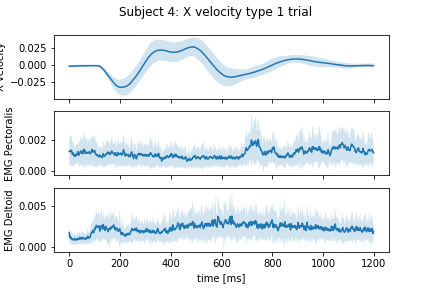 Subject 4: X velocity type 1 trial
X velocity
0.025
0.000
−0.025
EMG Pectoralis
0.002
0.000
EMG Deltoid
0.005
0.000
0 200 400 600 800 1000 1200
time [ms]